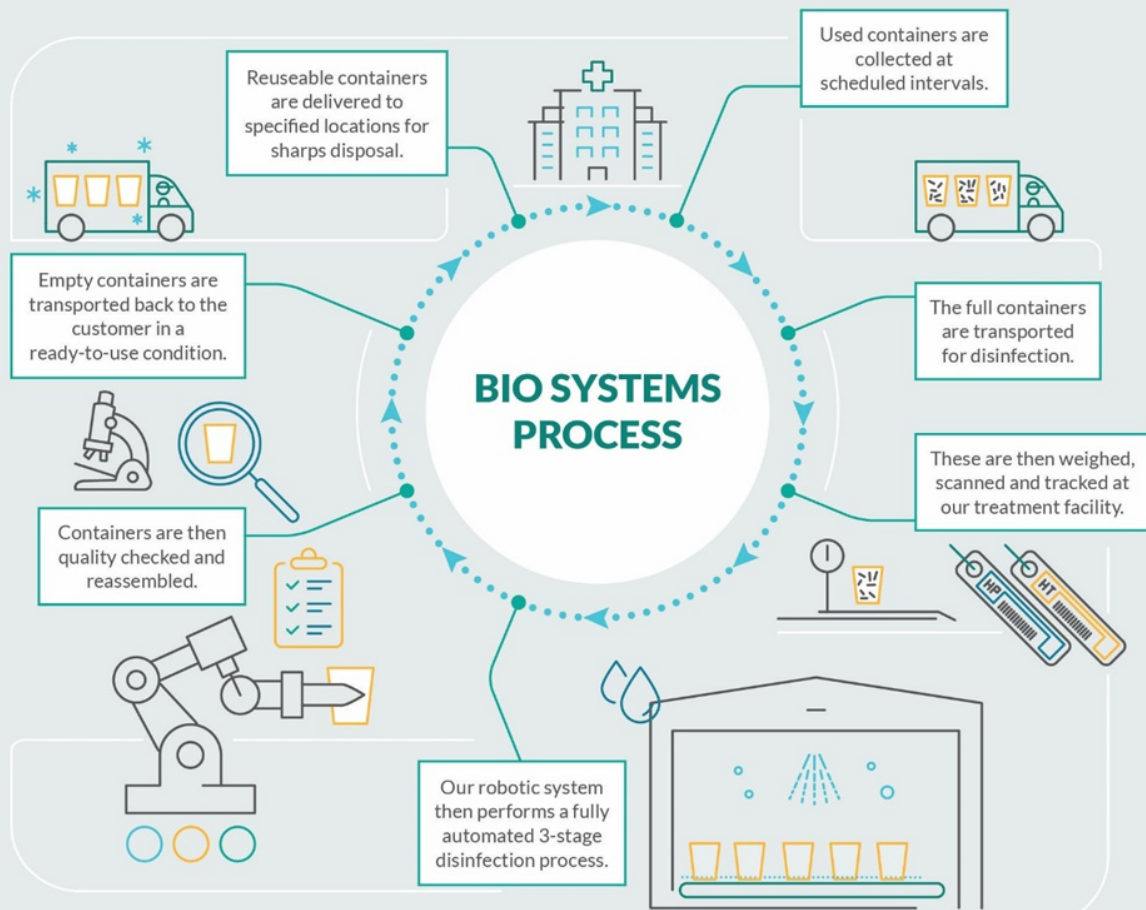 Reuseable containers
are delivered to
specified locations for
sharps disposal.
Used containers are
collected at
scheduled intervals.
The full containers
are transported
for disinfection.
These are then weighed,
scanned and tracked at
our treatment facility.
HP
HT
Our robotic system
then performs a fully
automated 3-stage
disinfection process.
Containers are then
quality checked and
reassembled.
Empty containers are
transported back to the
customer in a
ready-to-use condition.
BIO SYSTEMS
PROCESS